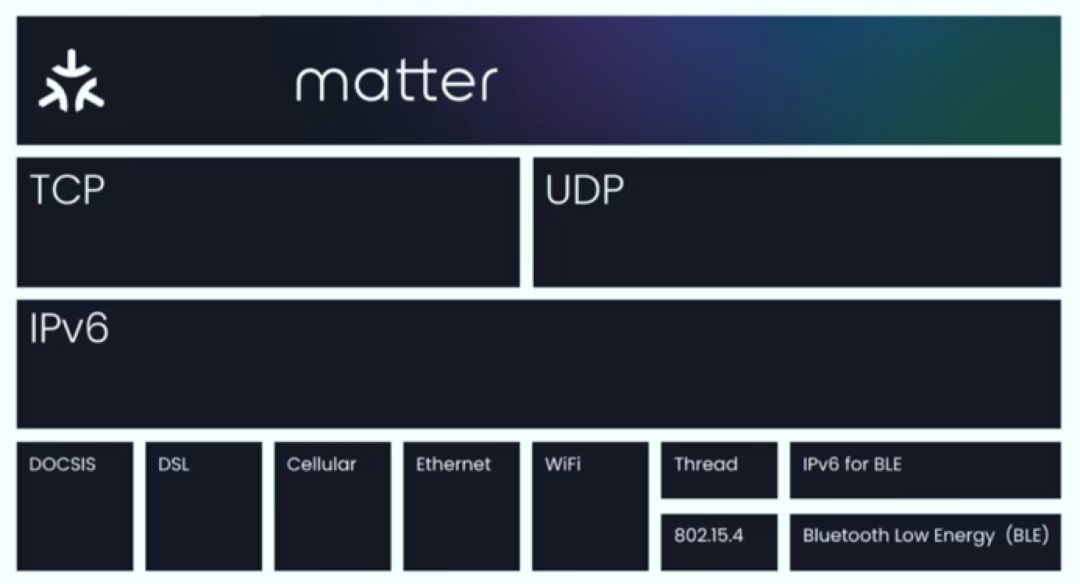 matter
TCP
UDP
IPv6
DOCSIS
DSL
Cellular
Ethernet
WiFi
Thread
IPv6 for BLE
802.15.4
Bluetooth Low Energy (BLE)